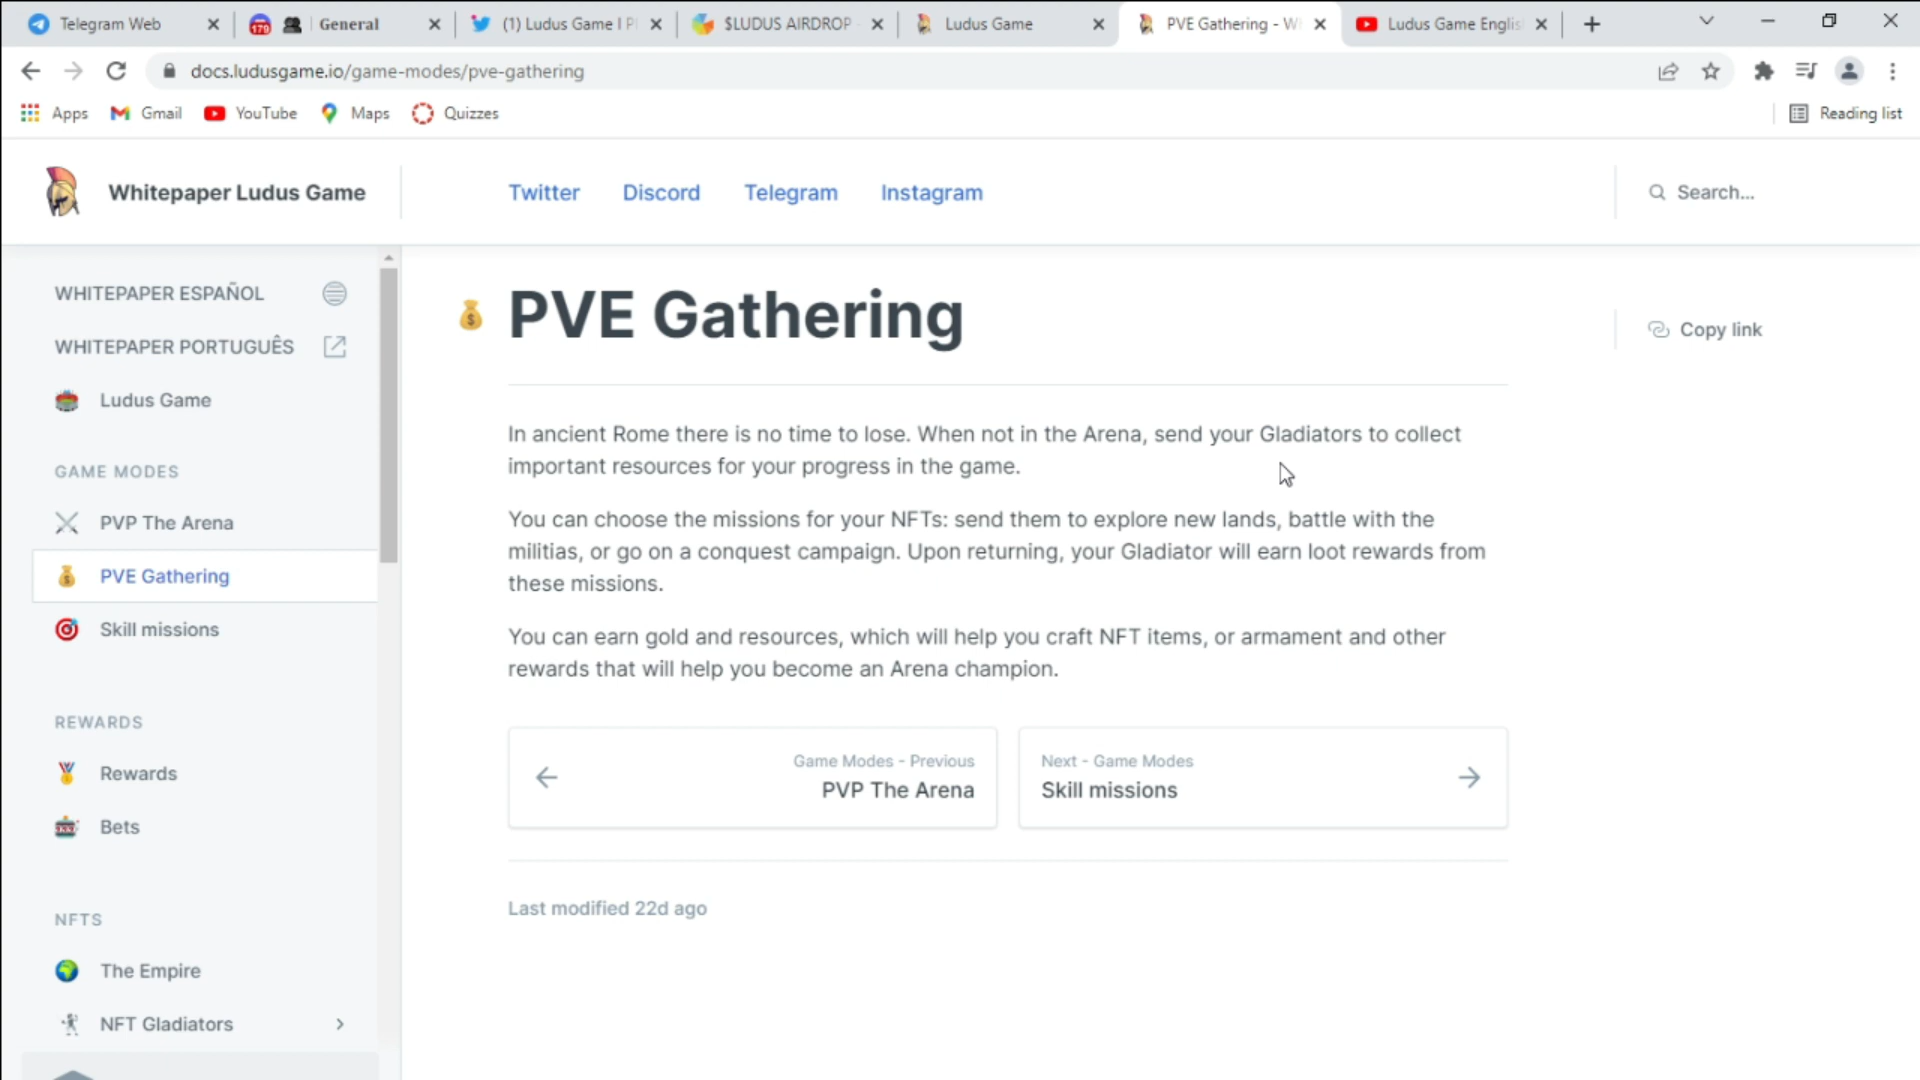 Telegram Web
170
General
(1) Ludus Game I P
$LUDUS AIRDROP
Ludus Game
PVE Gathering - W
Ludus Game Englis
docs.ludusgame.io/game-modes/pve-gathering
Apps
Gmail
YouTube
Maps
Quizzes
Reading list
Whitepaper Ludus Game
Twitter
Discord
Telegram
Instagram
Search...
WHITEPAPER ESPAÑOL
WHITEPAPER PORTUGUÊS
Ludus Game
GAME MODES
PVP The Arena
PVE Gathering
Skill missions
REWARDS
Rewards
Bets
NFTS
The Empire
NFT Gladiators
PVE Gathering
Copy link
In ancient Rome there is no time to lose. When not in the Arena, send your Gladiators to collect
important resources for your progress in the game.
You can choose the missions for your NFTs: send them to explore new lands, battle with the
militias, or go on a conquest campaign. Upon returning, your Gladiator will earn loot rewards from
these missions.
You can earn gold and resources, which will help you craft NFT items, or armament and other
rewards that will help you become an Arena champion.
Game Modes - Previous
PVP The Arena
Next - Game Modes
Skill missions
Last modified 22d ago